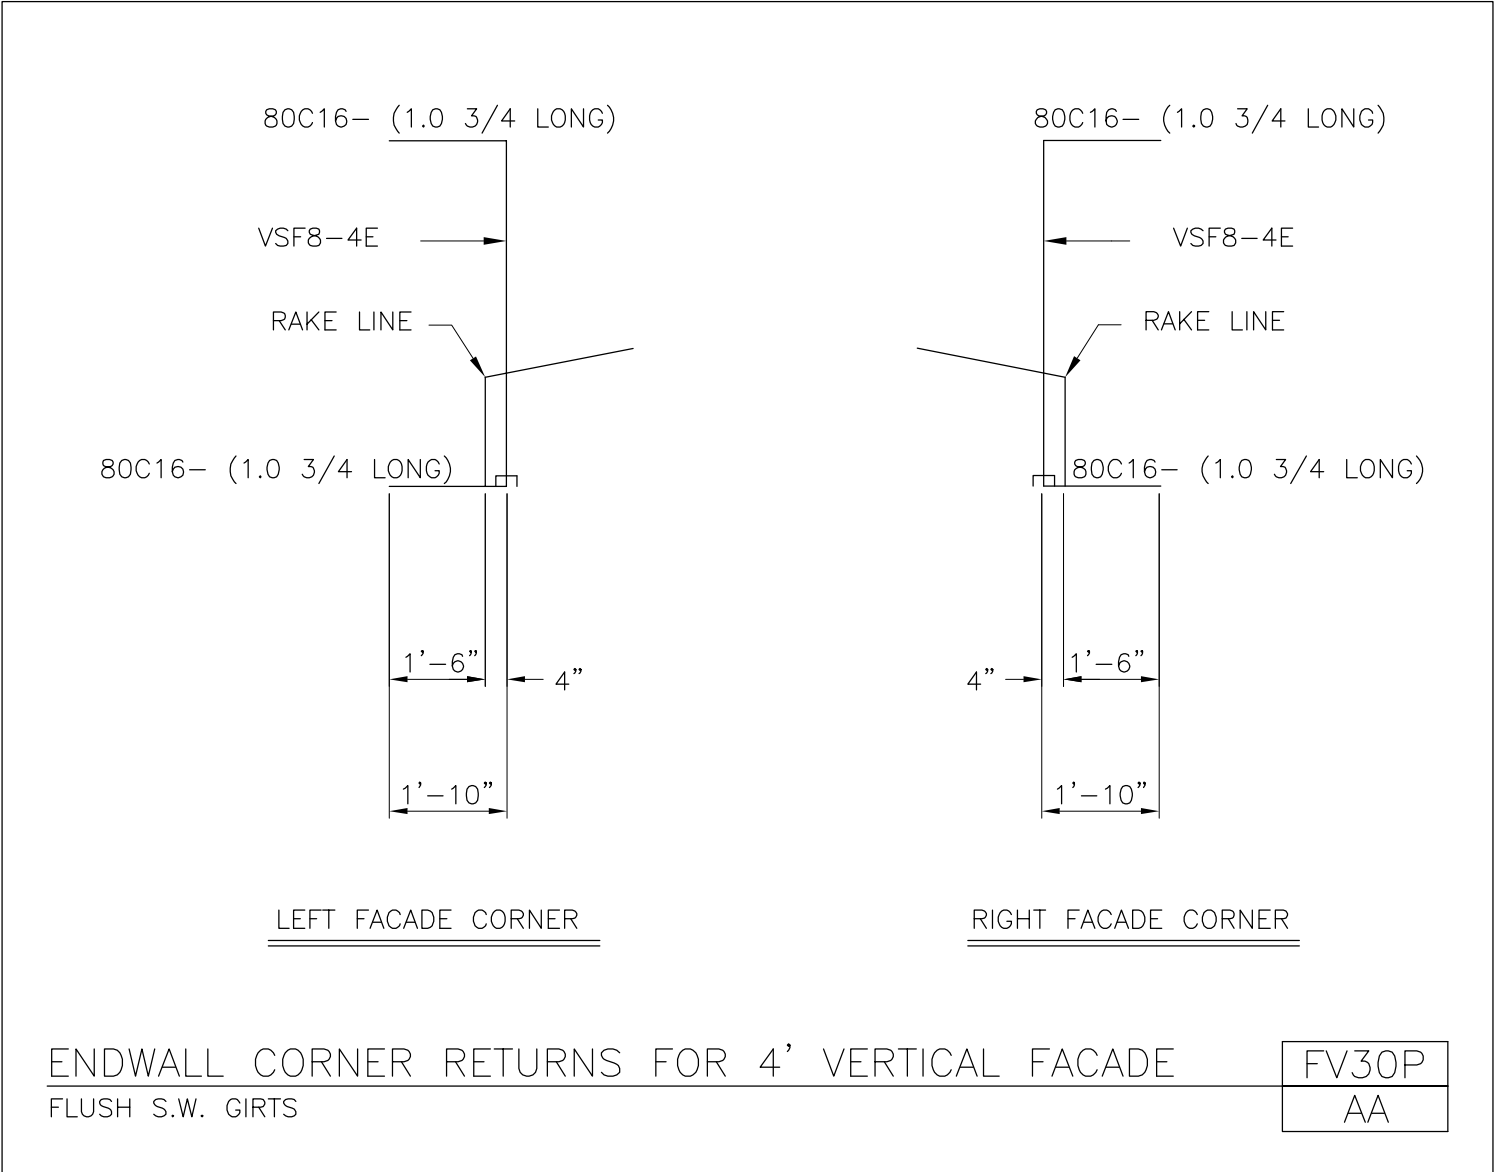 80C16- (1.0 3/4 LONG)
80C16- (1.0 3/4 LONG)
VSF8-4E
VSF8-4E
RAKE LINE
RAKE LINE
80C16- (1.0 3/4 LONG)
80C16- (1.0 3/4 LONG)
1'-6"
4"
4"
1'-6"
1'-10"
1'-10"
LEFT FACADE CORNER
RIGHT FACADE CORNER
ENDWALL CORNER RETURNS FOR 4' VERTICAL FACADE
FV30P
FLUSH S.W. GIRTS
AA